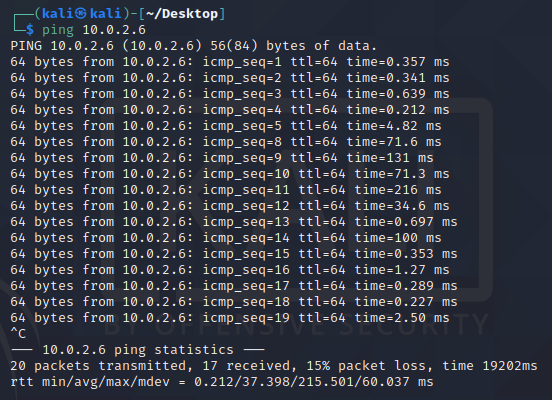 ┌──(kali㉿kali)-[~/Desktop]
└─$ ping 10.0.2.6
PING 10.0.2.6 (10.0.2.6) 56(84) bytes of data.
64 bytes from 10.0.2.6: icmp_seq=1 ttl=64 time=0.357 ms
64 bytes from 10.0.2.6: icmp_seq=2 ttl=64 time=0.341 ms
64 bytes from 10.0.2.6: icmp_seq=3 ttl=64 time=0.639 ms
64 bytes from 10.0.2.6: icmp_seq=4 ttl=64 time=0.212 ms
64 bytes from 10.0.2.6: icmp_seq=5 ttl=64 time=4.82 ms
64 bytes from 10.0.2.6: icmp_seq=8 ttl=64 time=71.6 ms
64 bytes from 10.0.2.6: icmp_seq=9 ttl=64 time=131 ms
64 bytes from 10.0.2.6: icmp_seq=10 ttl=64 time=71.3 ms
64 bytes from 10.0.2.6: icmp_seq=11 ttl=64 time=216 ms
64 bytes from 10.0.2.6: icmp_seq=12 ttl=64 time=34.6 ms
64 bytes from 10.0.2.6: icmp_seq=13 ttl=64 time=0.697 ms
64 bytes from 10.0.2.6: icmp_seq=14 ttl=64 time=100 ms
64 bytes from 10.0.2.6: icmp_seq=15 ttl=64 time=0.353 ms
64 bytes from 10.0.2.6: icmp_seq=16 ttl=64 time=1.27 ms
64 bytes from 10.0.2.6: icmp_seq=17 ttl=64 time=0.289 ms
64 bytes from 10.0.2.6: icmp_seq=18 ttl=64 time=0.227 ms
64 bytes from 10.0.2.6: icmp_seq=19 ttl=64 time=2.50 ms
^C
BY OFFENSIVE SECURITY
--- 10.0.2.6 ping statistics ---
20 packets transmitted, 17 received, 15% packet loss, time 19202ms
rtt min/avg/max/mdev = 0.212/37.398/215.501/60.037 ms